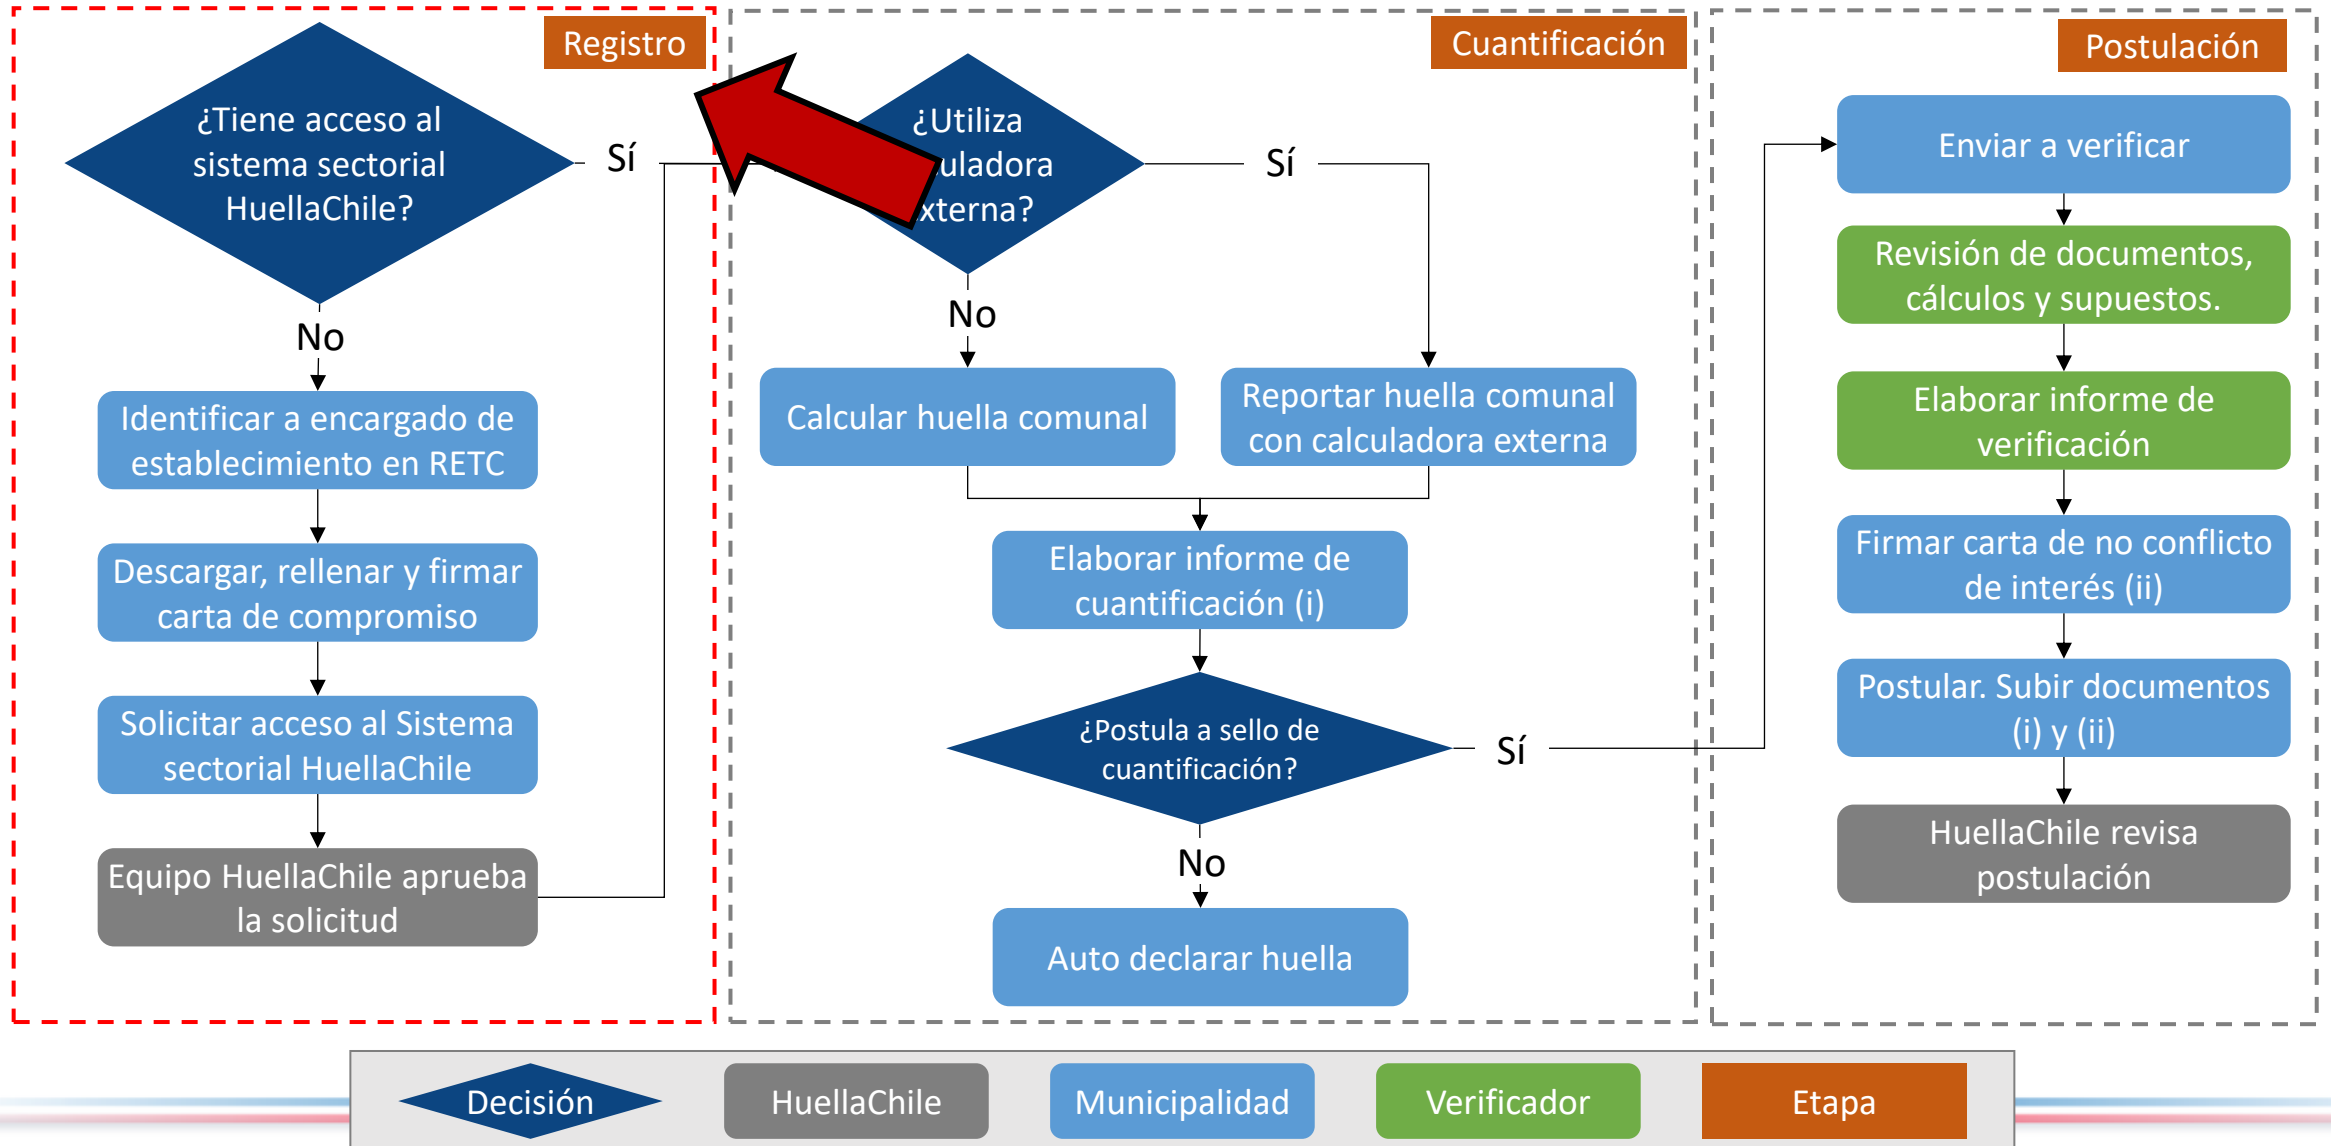 Registro
¿Tiene acceso al
sistema sectorial
HuellaChile?
Sí
No
Identificar a encargado de
establecimiento en RETC
Descargar, rellenar y firmar
carta de compromiso
Solicitar acceso al Sistema
sectorial HuellaChile
Equipo HuellaChile aprueba
la solicitud
Cuantificación
¿Utiliza
uladora
xterna?
Sí
No
Calcular huella comunal
Reportar huella comunal
con calculadora externa
Elaborar informe de
cuantificación (i)
¿Postula a sello de
cuantificación?
Sí
No
Auto declarar huella
Postulación
Enviar a verificar
Revisión de documentos,
cálculos y supuestos.
Elaborar informe de
verificación
Firmar carta de no conflicto
de interés (ii)
Postular. Subir documentos
(i) y (ii)
HuellaChile revisa
postulación
Decisión
HuellaChile
Municipalidad
Verificador
Etapa